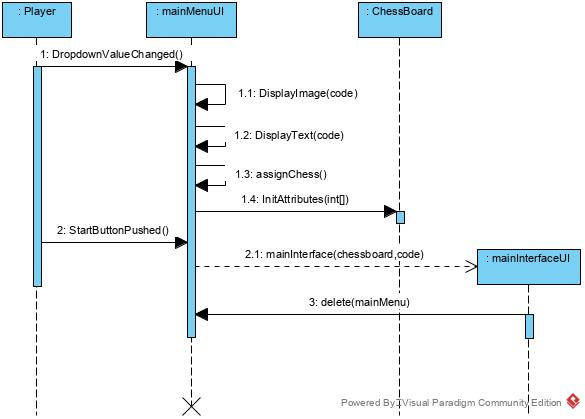 : Player
: mainMenuUI
: ChessBoard
1: DropdownValueChanged()
1.1: DisplayImage(code)
1.2: DisplayText(code)
1.3: assignChess()
1.4: InitAttributes(int[])
2: StartButtonPushed()
2.1: mainInterface(chessboard,code)
: mainInterfaceUI
3: delete(mainMenu)
Powered By Visual Paradigm Community Edition